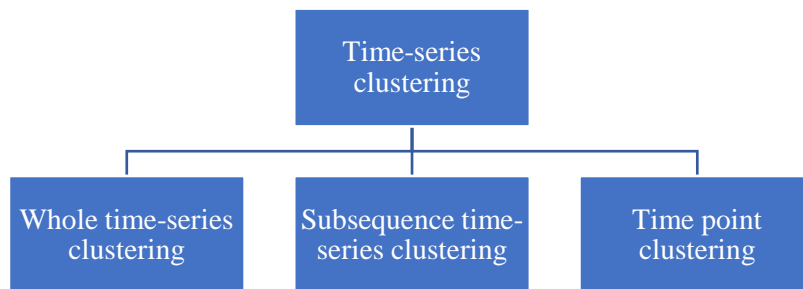 Time-series
clustering
Whole time-series
clustering
Subsequence time-
series clustering
Time point
clustering